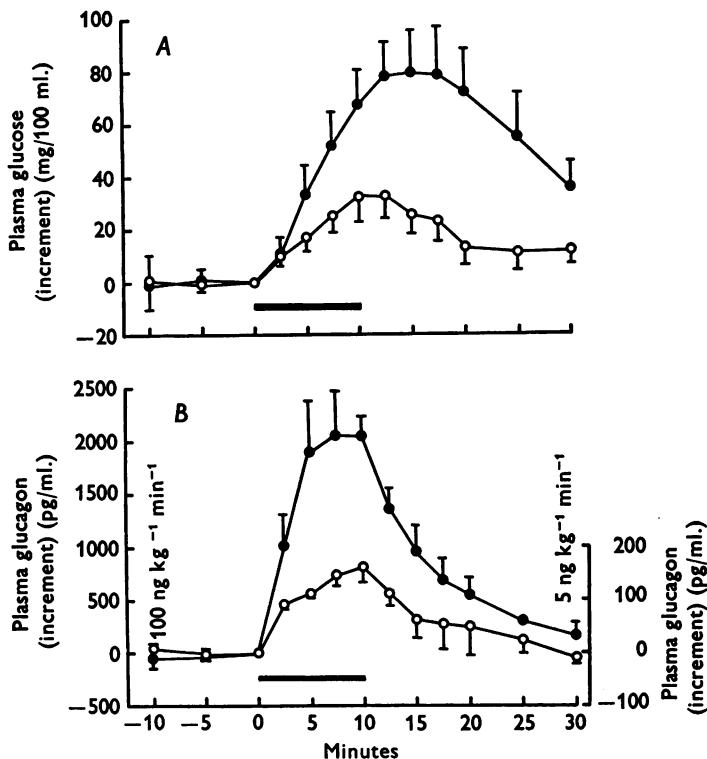 A
100
80
60
40
20
0
—20
Plasma glucose
(increment) (mg/100 ml.)
B
2500
2000
1500
1000
500
0
—500
Plasma glucagon
(increment) (pg/ml.)
100 ng kg⁻¹ min⁻¹
5 ng kg⁻¹ min⁻¹
200
100
0
—100
Plasma glucagon
(increment) (pg/ml.)
—10 —5 0 5 10 15 20 25 30
Minutes